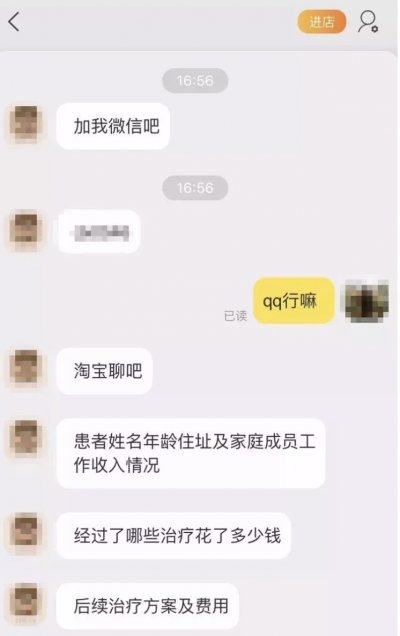 进店
16:56
加我微信吧
16:56
qq行嘛
已读
淘宝聊吧
患者姓名年龄住址及家庭成员工
作收入情况
经过了哪些治疗花了多少钱
后续治疗方案及费用